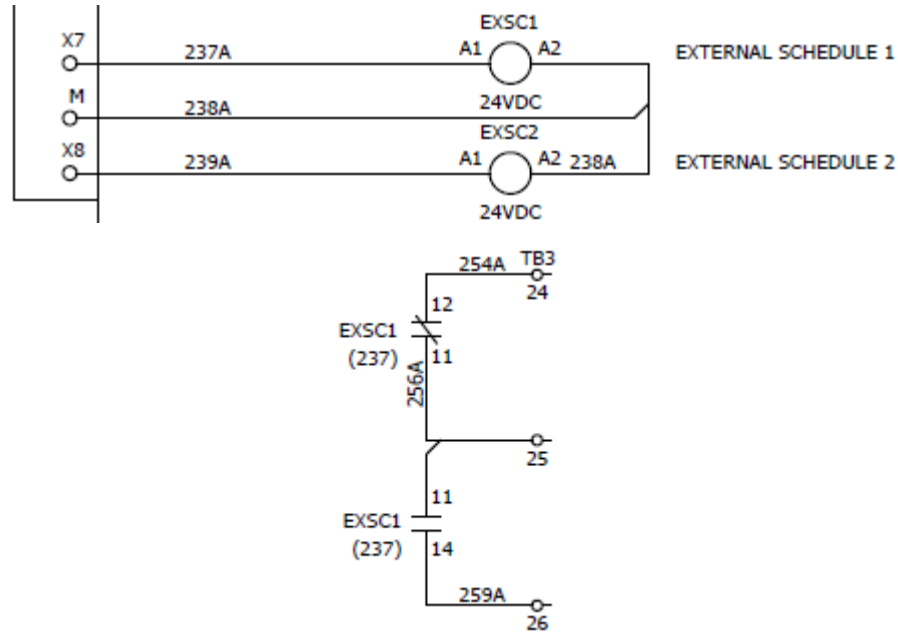 EXSC1
X7 237A A1 A2 EXTERNAL SCHEDULE 1
M 238A 24VDC
EXSC2
X8 239A A1 A2 238A EXTERNAL SCHEDULE 2
24VDC
254A TB3
24
12
EXSC1
(237) 11
256A
25
11
EXSC1
(237) 14
259A
26